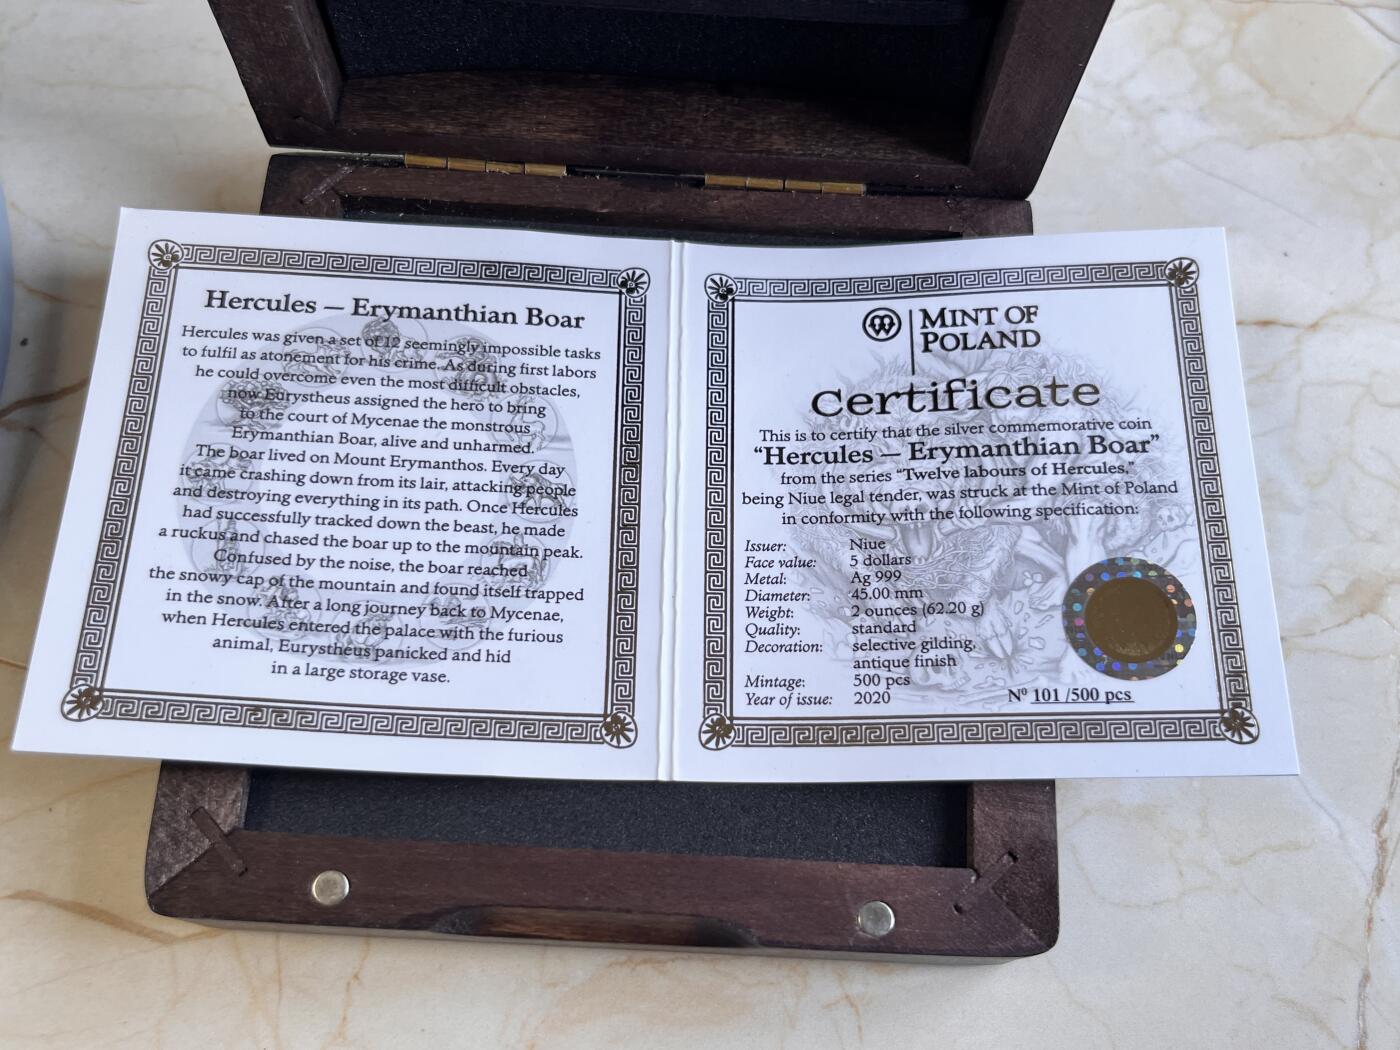 Hercules — Erymanthian Boar
Hercules was given a set of 12 seemingly impossible tasks
to fulfil as atonement for his crime. As during first labors
he could overcome even the most difficult obstacles,
now Eurystheus assigned the hero to bring
to the court of Mycenae the monstrous
Erymanthian Boar, alive and unharmed.
The boar lived on Mount Erymanthos. Every day
it came crashing down from its lair, attacking people
and destroying everything in its path. Once Hercules
had successfully tracked down the beast, he made
a ruckus and chased the boar up to the mountain peak.
Confused by the noise, the boar reached
the snowy cap of the mountain and found itself trapped
in the snow. After a long journey back to Mycenae,
when Hercules entered the palace with the furious
animal, Eurystheus panicked and hid
in a large storage vase.
MINT OF
POLAND
Certificate
This is to certify that the silver commemorative coin
“Hercules — Erymanthian Boar”
from the series “Twelve labours of Hercules,”
being Niue legal tender, was struck at the Mint of Poland
in conformity with the following specification:
Issuer: Niue
Face value: 5 dollars
Metal: Ag 999
Diameter: 45.00 mm
Weight: 2 ounces (62.20 g)
Quality: standard
Decoration: selective gilding,
antique finish
Mintage: 500 pcs
Year of issue: 2020
Nº 101 /500 pcs